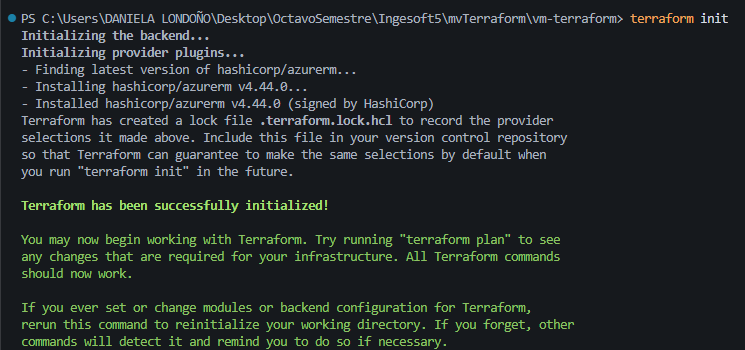 PS C:\Users\DANIELA LONDOÑO\Desktop\OctavoSemestre\Ingesoft5\mvTerraform\vm-terraform> terraform init
Initializing the backend...
Initializing provider plugins...
- Finding latest version of hashicorp/azurerm...
- Installing hashicorp/azurerm v4.44.0...
- Installed hashicorp/azurerm v4.44.0 (signed by HashiCorp)
Terraform has created a lock file .terraform.lock.hcl to record the provider
selections it made above. Include this file in your version control repository
so that Terraform can guarantee to make the same selections by default when
you run "terraform init" in the future.
Terraform has been successfully initialized!
You may now begin working with Terraform. Try running "terraform plan" to see
any changes that are required for your infrastructure. All Terraform commands
should now work.
If you ever set or change modules or backend configuration for Terraform,
rerun this command to reinitialize your working directory. If you forget, other
commands will detect it and remind you to do so if necessary.